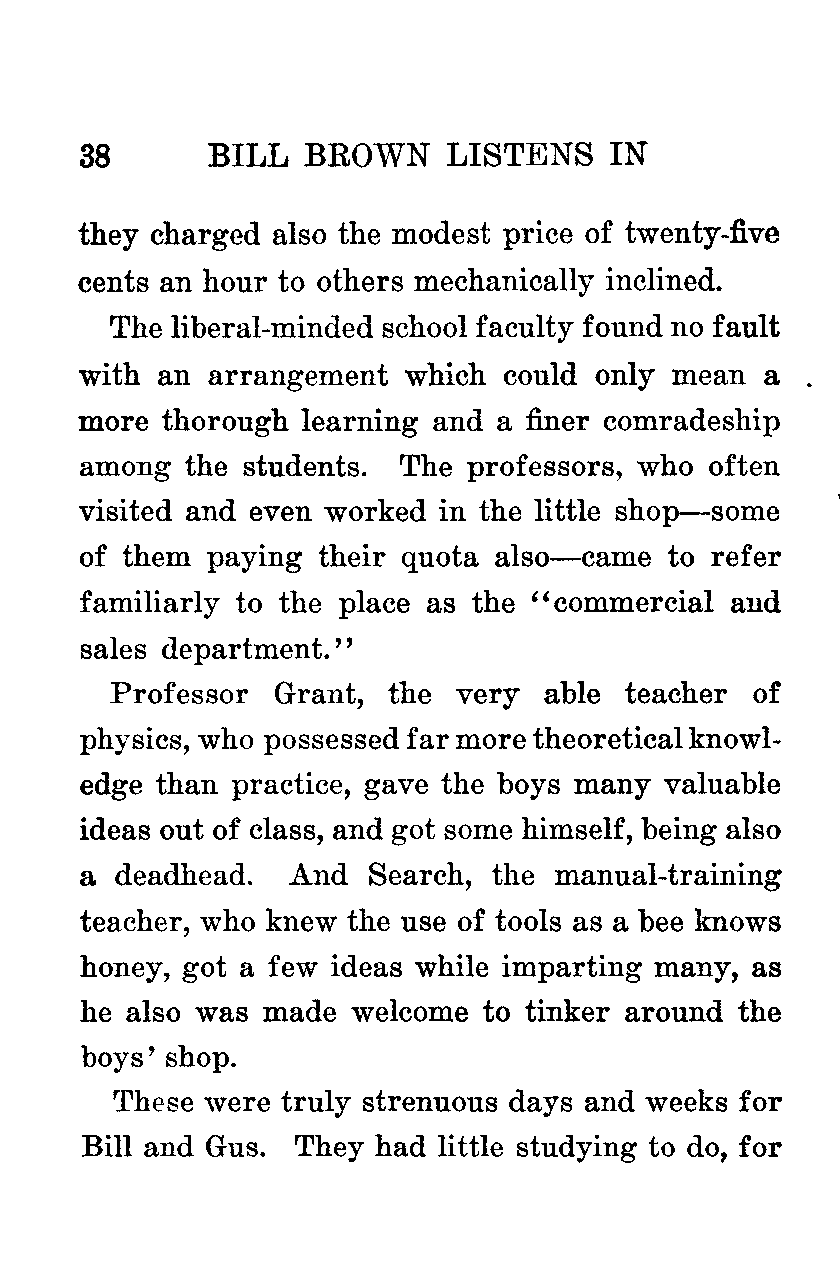 38 BILL BROWN LISTENS IN
they charged also the modest price of twenty-five
cents an hour to others mechanically inclined.
The liberal-minded school faculty found no fault
with an arrangement which could only mean a
more thorough learning and a finer comradeship
among the students. The professors, who often
visited and even worked in the little shop—some
of them paying their quota also—came to refer
familiarly to the place as the “commercial and
sales department.”
Professor Grant, the very able teacher of
physics, who possessed far more theoretical knowl-
edge than practice, gave the boys many valuable
ideas out of class, and got some himself, being also
a deadhead. And Search, the manual-training
teacher, who knew the use of tools as a bee knows
honey, got a few ideas while imparting many, as
he also was made welcome to tinker around the
boys’ shop.
These were truly strenuous days and weeks for
Bill and Gus. They had little studying to do, for